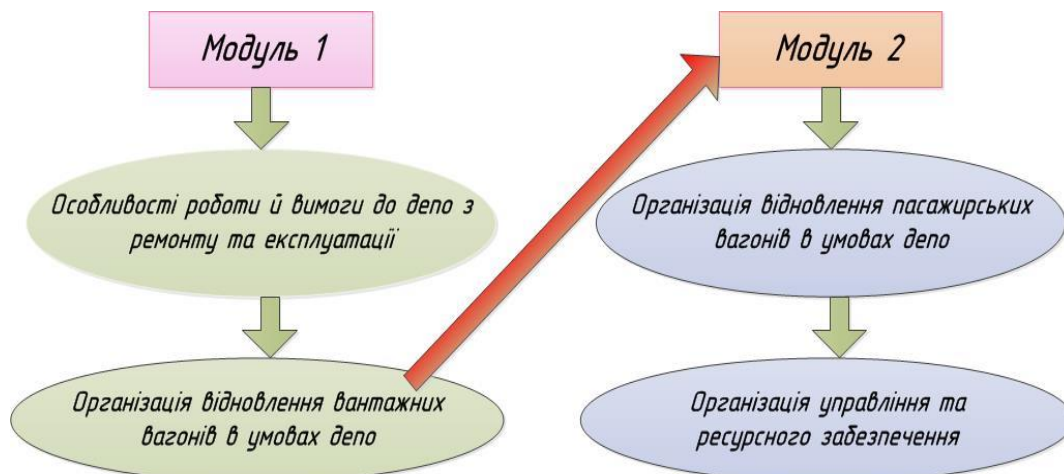 Модуль 1
Особливості роботи й вимоги до депо з
ремонту та експлуатації
Організація відновлення вантажних
вагонів в умовах депо
Модуль 2
Організація відновлення пасажирських
вагонів в умовах депо
Організація управління та
ресурсного забезпечення